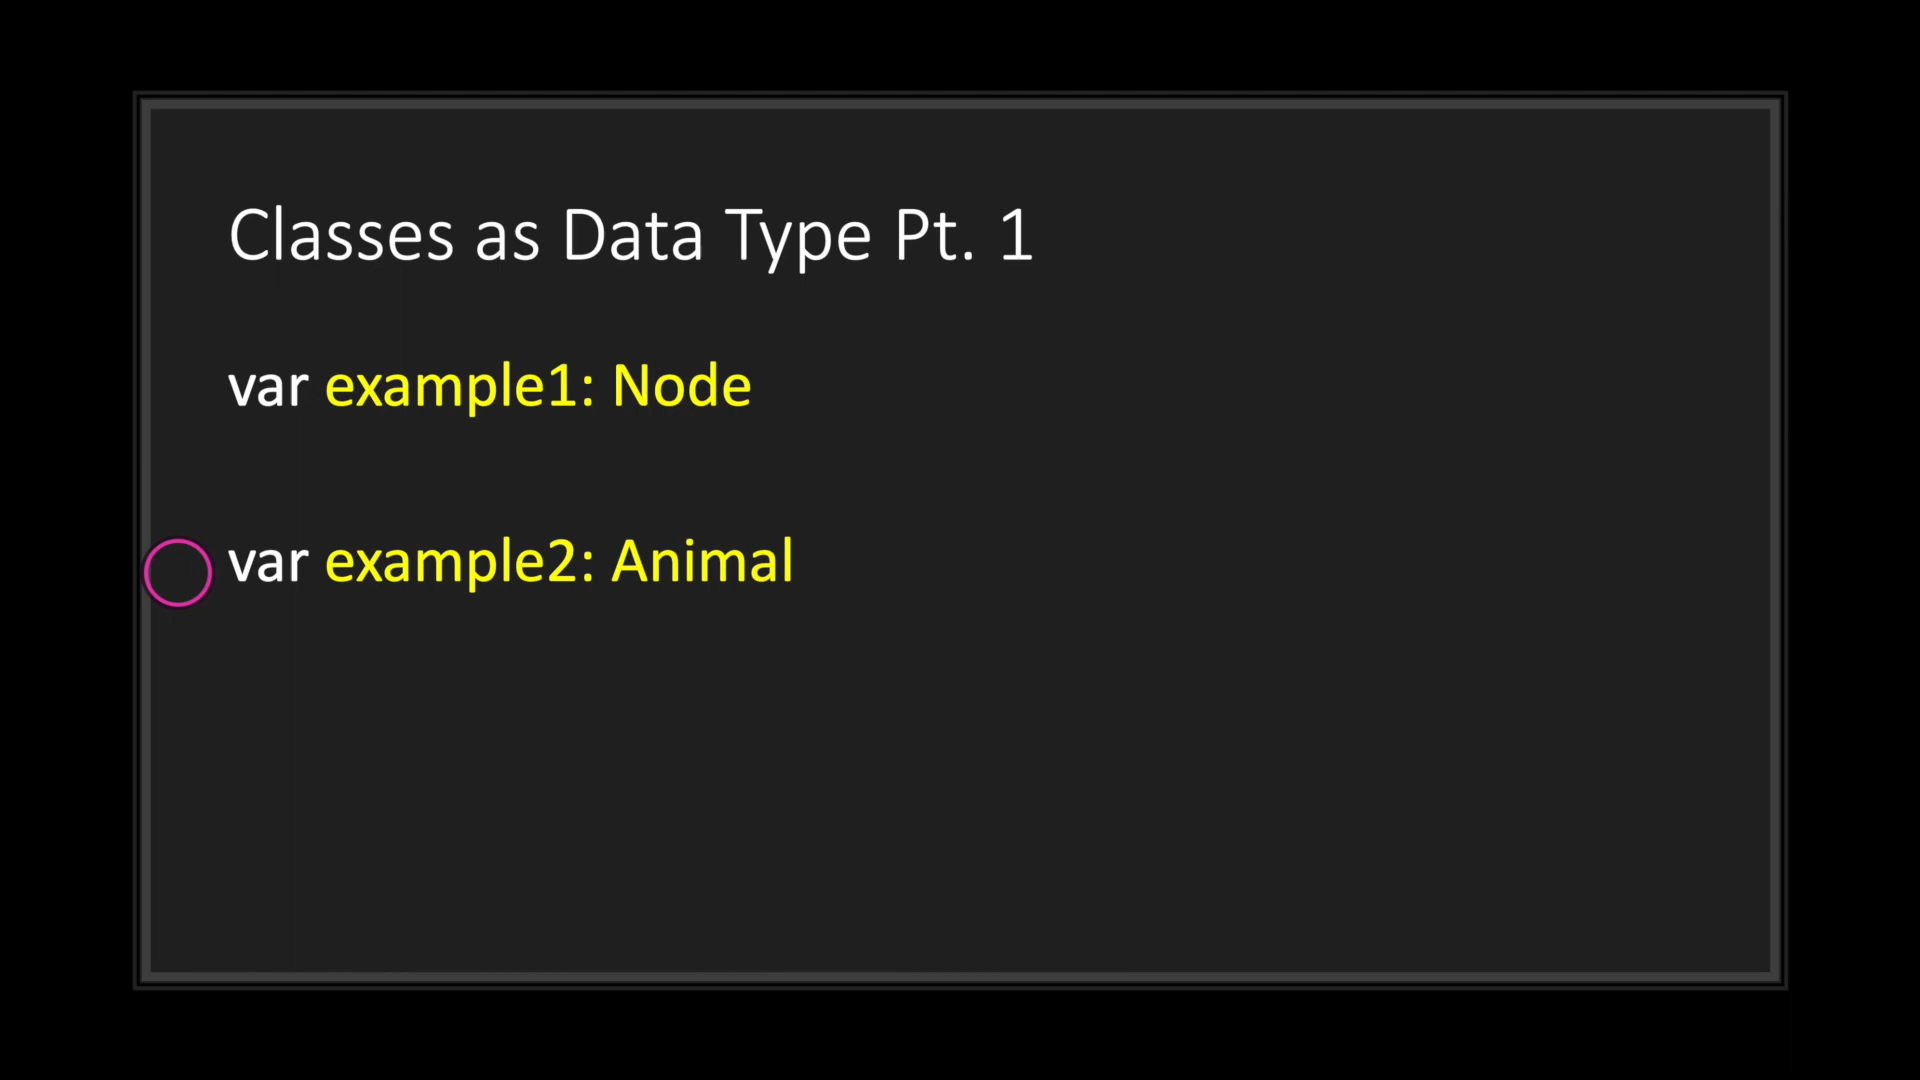 Classes as Data Type Pt. 1
var example1: Node
var example2: Animal